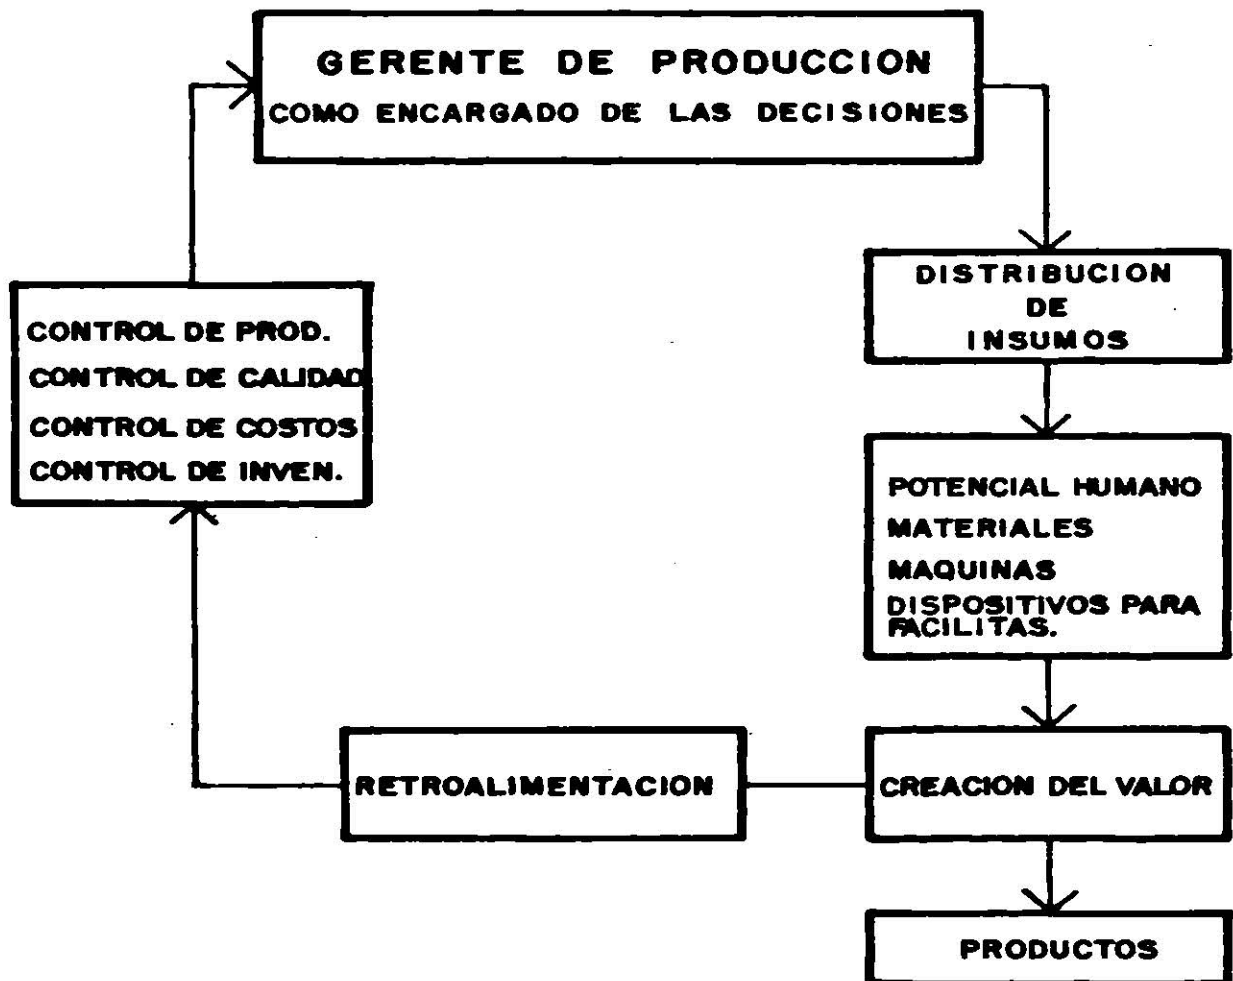 GERENTE DE PRODUCCION
COMO ENCARGADO DE LAS DECISIONES
DISTRIBUCION
DE
INSUMOS
CONTROL DE PROD.
CONTROL DE CALIDAD
CONTROL DE COSTOS
CONTROL DE INVEN.
POTENCIAL HUMANO
MATERIALES
MAQUINAS
DISPOSITIVOS PARA
FACILITAS.
RETROALIMENTACION
CREACION DEL VALOR
PRODUCTOS